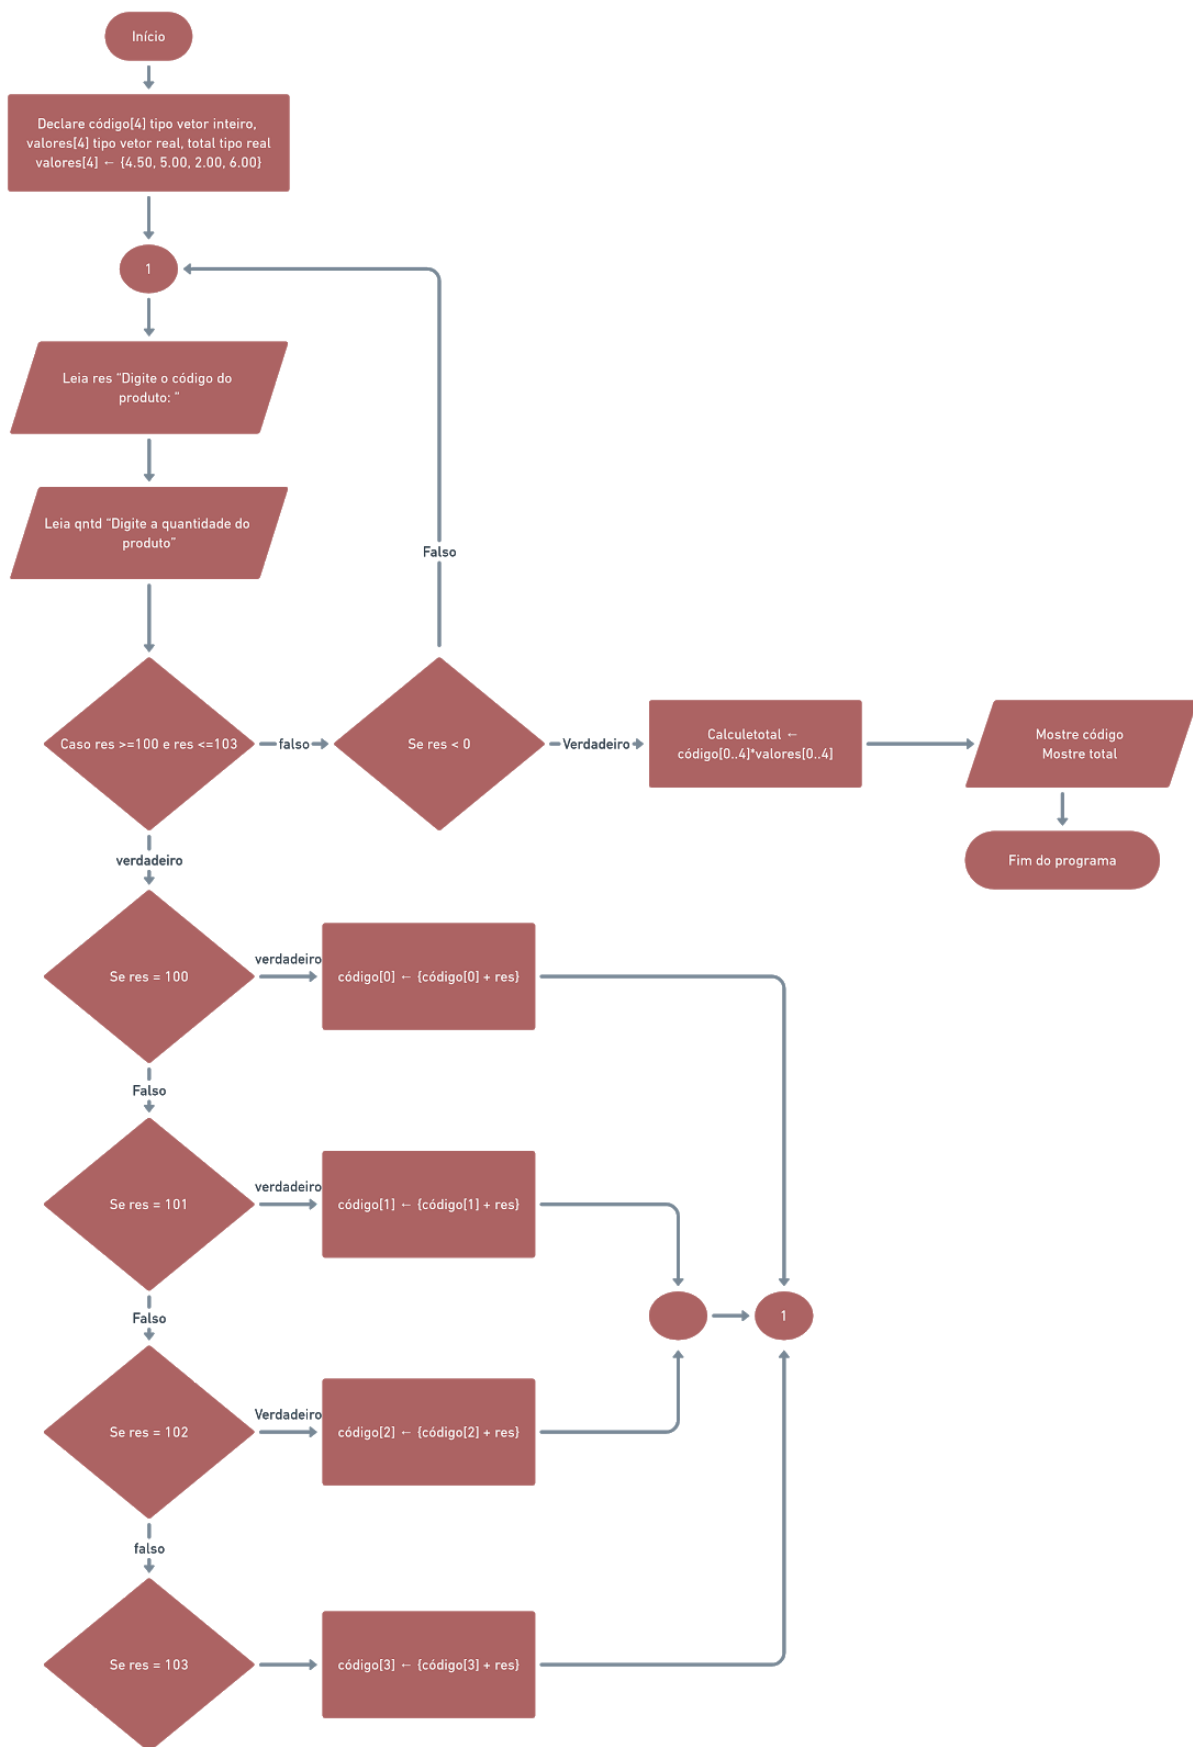 Início
Declare código[4] tipo vetor inteiro,
valores[4] tipo vetor real, total tipo real
valores[4] ← {4.50, 5.00, 2.00, 6.00}
1
Leia res “Digite o código do
produto: “
Leia qntd “Digite a quantidade do
produto”
Falso
Caso res >=100 e res <=103
falso
Se res < 0
Verdadeiro
Calculetotal ←
código[0..4]*valores[0..4]
Mostre código
Mostre total
Fim do programa
verdadeiro
Se res = 100
verdadeiro
código[0] ← {código[0] + res}
Falso
Se res = 101
verdadeiro
código[1] ← {código[1] + res}
Falso
1
Se res = 102
Verdadeiro
código[2] ← {código[2] + res}
falso
Se res = 103
código[3] ← {código[3] + res}